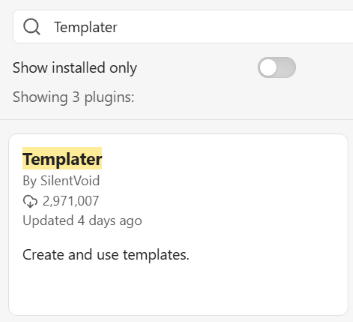 Templater
Show installed only
Showing 3 plugins:
Templater
By SilentVoid
2,971,007
Updated 4 days ago
Create and use templates.